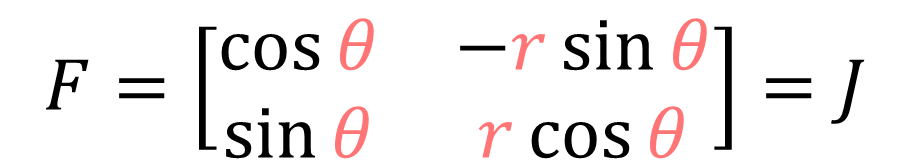 F = [cos θ −r sin θ
sin θ r cos θ] = J